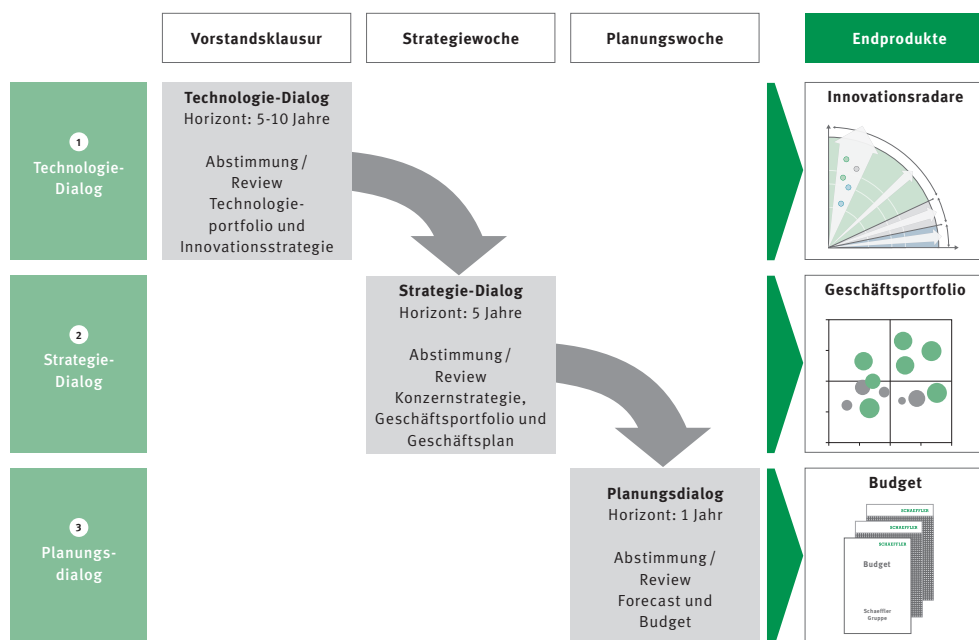 Vorstandsklausur
Strategiewoche
Planungswoche
Endprodukte
1
Technologie-
Dialog
Technologie-Dialog
Horizont: 5-10 Jahre
Abstimmung /
Review
Technologie-
portfolio und
Innovationsstrategie
Innovationsradare
2
Strategie-
Dialog
Strategie-Dialog
Horizont: 5 Jahre
Abstimmung /
Review
Konzernstrategie,
Geschäftsportfolio und
Geschäftsplan
Geschäftsportfolio
3
Planungs-
dialog
Planungsdialog
Horizont: 1 Jahr
Abstimmung /
Review
Forecast und
Budget
Budget
SCHAEFFLER
SCHAEFFLER
SCHAEFFLER
Budget
Schaeffler
Gruppe